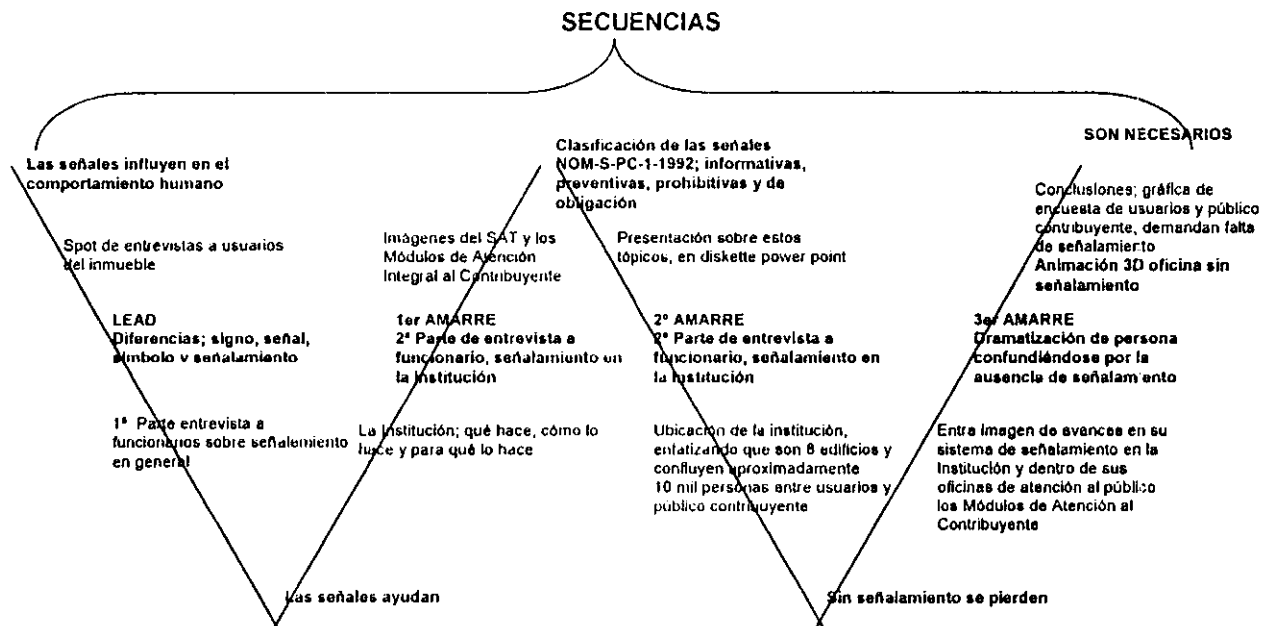 SECUENCIAS
Las señales influyen en el
comportamiento humano
Spot de entrevistas a usuarios
del inmueble
LEAD
Diferencias; signo, señal,
símbolo y señalamiento
1ª Parte entrevista a
funcionarios sobre señalemiento
en general
Las señales ayudan
Imágenes del SAT y los
Módulos de Atención
Integral al Contribuyente
1er AMARRE
2ª Parte de entrevista a
funcionario, señalamiento en
la Institución
La Institución; qué hace, cómo lo
hace y para qué lo hace
Clasificación de las señales
NOM-S-PC-1-1992; informativas,
preventivas, prohibitivas y de
obligación
Presentación sobre estos
tópicos, en diskette power point
2º AMARRE
2ª Parte de entrevista a
funcionario, señalamiento en
la Institución
Ubicación de la institución,
enfatizando que son 8 edificios y
confluyen aproximadamente
10 mil personas entre usuarios y
público contribuyente
Sin señalamiento se pierden
SON NECESARIOS
Conclusiones; gráfica de
encuesta de usuarios y público
contribuyente, demandan falta
de señalamiento
Animación 3D oficina sin
señalamiento
3er AMARRE
Dramatización de persona
confundiéndose por la
ausencia de señalamiento
Entra Imagen de avances en su
sistema de señalamiento en la
Institución y dentro de sus
oficinas de atención al público
los Módulos de Atención al
Contribuyente